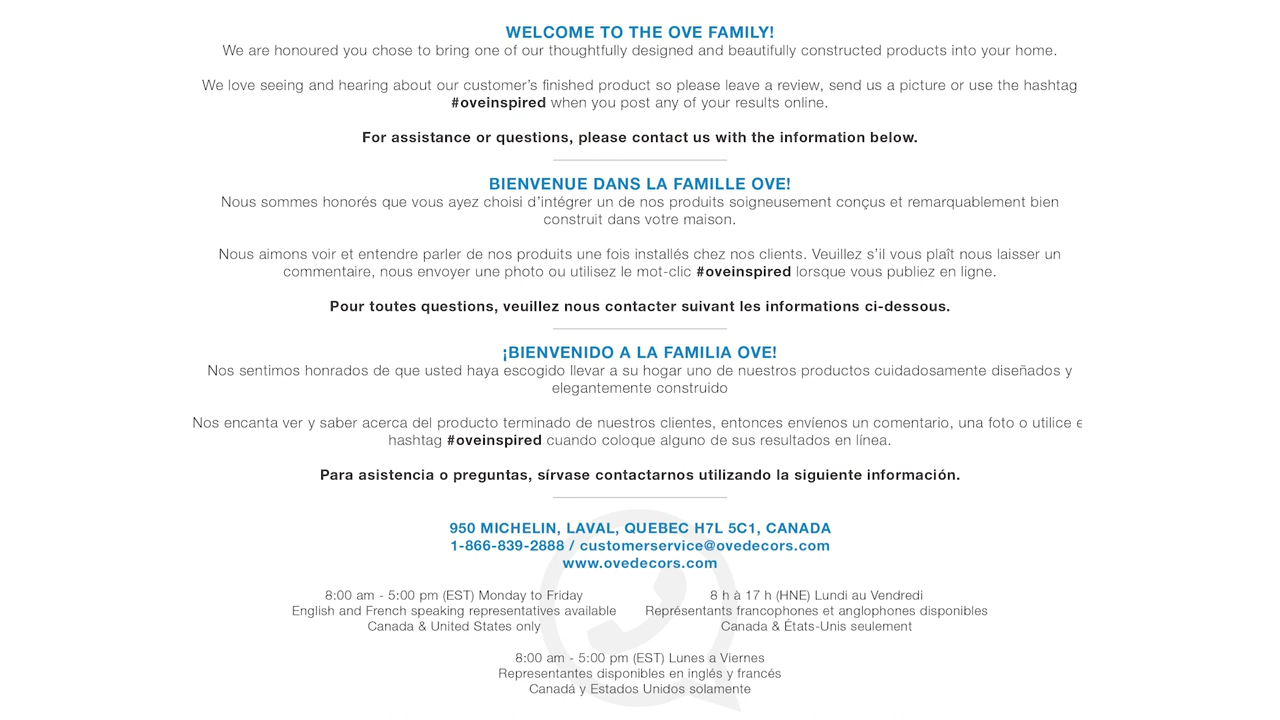 WELCOME TO THE OVE FAMILY!
We are honoured you chose to bring one of our thoughtfully designed and beautifully constructed products into your home.
We love seeing and hearing about our customer's finished product so please leave a review, send us a picture or use the hashtag
#oveinspired when you post any of your results online.
For assistance or questions, please contact us with the information below.
BIENVENUE DANS LA FAMILLE OVE!
Nous sommes honorés que vous ayez choisi d'intégrer un de nos produits soigneusement conçus et remarquablement bien
construit dans votre maison.
Nous aimons voir et entendre parler de nos produits une fois installés chez nos clients. Veuillez s'il vous plaît nous laisser un
commentaire, nous envoyer une photo ou utilisez le mot-clic #oveinspired lorsque vous publiez en ligne.
Pour toutes questions, veuillez nous contacter suivant les informations ci-dessous.
¡BIENVENIDO A LA FAMILIA OVE!
Nos sentimos honrados de que usted haya escogido llevar a su hogar uno de nuestros productos cuidadosamente diseñados y
elegantemente construido
Nos encanta ver y saber acerca del producto terminado de nuestros clientes, entonces envíenos un comentario, una foto o utilice
hashtag #oveinspired cuando coloque alguno de sus resultados en línea.
Para asistencia o preguntas, sírvase contactarnos utilizando la siguiente información.
950 MICHELIN, LAVAL, QUEBEC H7L 5C1, CANADA
1-866-839-2888 / customerservice@ovedecors.com
www.ovedecors.com
8:00 am - 5:00 pm (EST) Monday to Friday
English and French speaking representatives available
Canada & United States only
8 h à 17 h (HNE) Lundi au Vendredi
Représentants francophones et anglophones disponibles
Canada & États-Unis seulement
8:00 am - 5:00 pm (EST) Lunes a Viernes
Representantes disponibles en inglés y francés
Canadá y Estados Unidos solamente